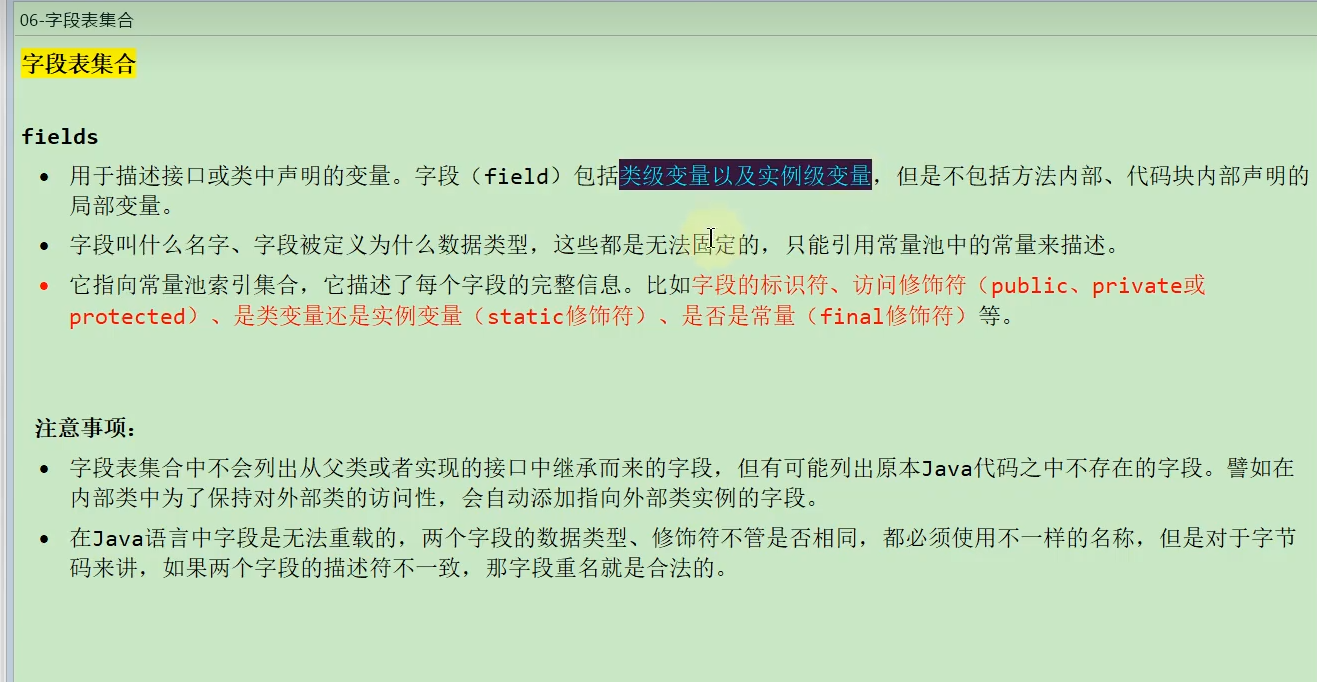 06-字段表集合
字段表集合
fields
用于描述接口或类中声明的变量。字段（field）包括类级变量以及实例级变量，但是不包括方法内部、代码块内部声明的
局部变量。
字段叫什么名字、字段被定义为什么数据类型，这些都是无法固定的，只能引用常量池中的常量来描述。
它指向常量池索引集合，它描述了每个字段的完整信息。比如字段的标识符、访问修饰符（public、private或
protected）、是类变量还是实例变量（static修饰符）、是否是常量（final修饰符）等。
注意事项：
字段表集合中不会列出从父类或者实现的接口中继承而来的字段，但有可能列出原本Java代码之中不存在的字段。譬如在
内部类中为了保持对外部类的访问性，会自动添加指向外部类实例的字段。
在Java语言中字段是无法重载的，两个字段的数据类型、修饰符不管是否相同，都必须使用不一样的名称，但是对于字节
码来讲，如果两个字段的描述符不一致，那字段重名就是合法的。